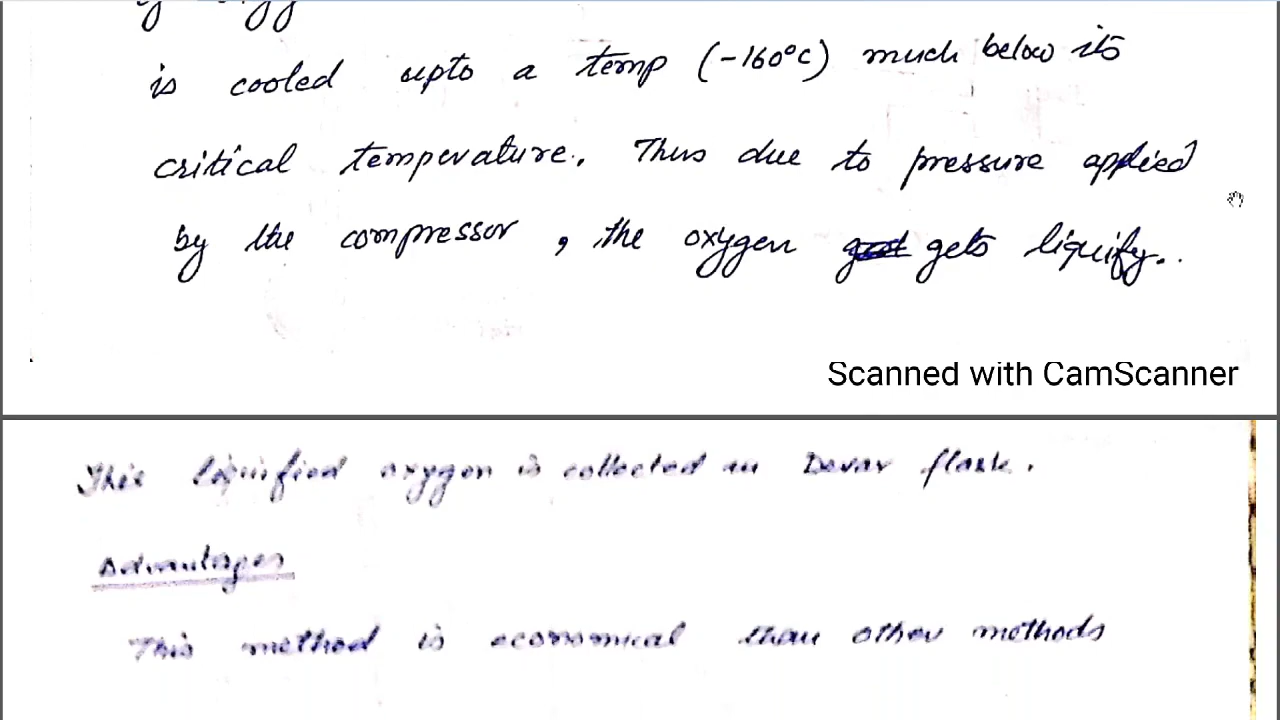 is cooled upto a temp (-160°c) much below its
critical temperature. Thus due to pressure applied
by the compressor, the oxygen gets liquify..
Scanned with CamScanner
This liquified oxygen is collected in Devar flask.
Advantages
This method is economical than other methods